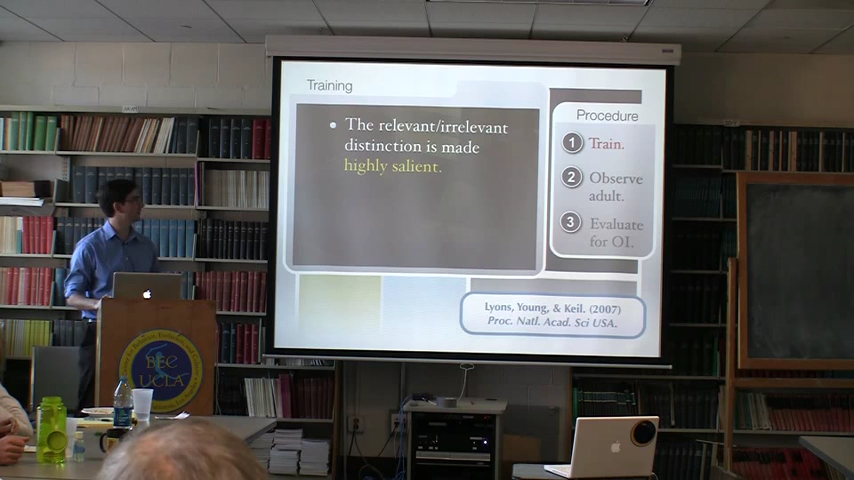 Training
The relevant/irrelevant
distinction is made
highly salient.
Procedure
1 Train.
2 Observe
adult.
3 Evaluate
for OI.
Lyons, Young, & Keil. (2007)
Proc. Natl. Acad. Sci USA.
BEC
UCLA